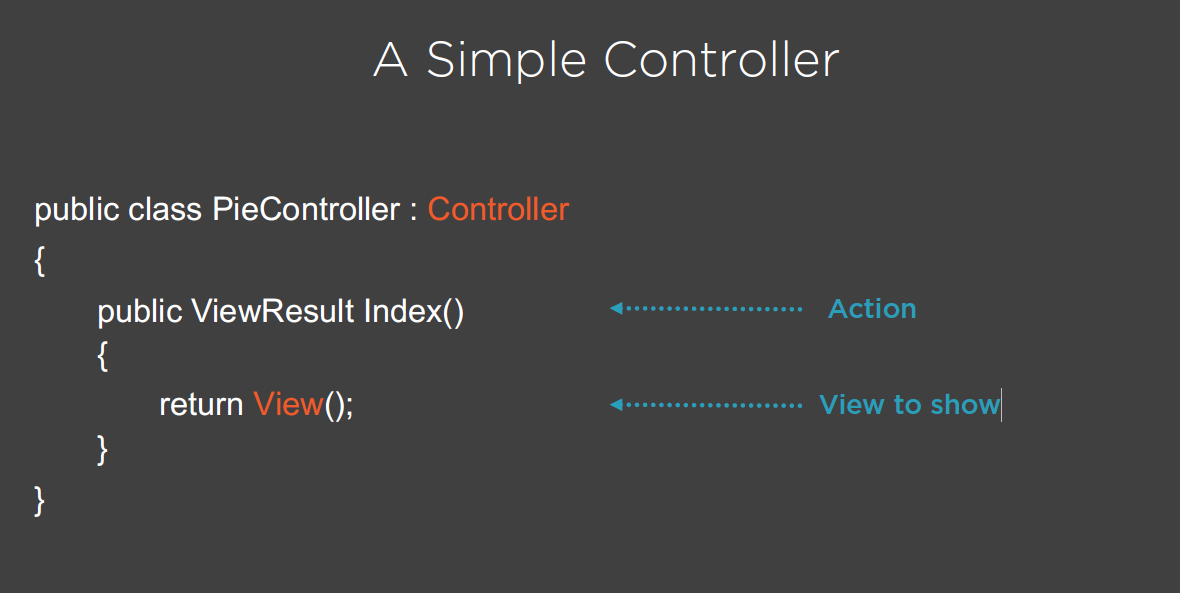 A Simple Controller
public class PieController : Controller
{
public ViewResult Index()
Action
{
return View();
View to show
}
}